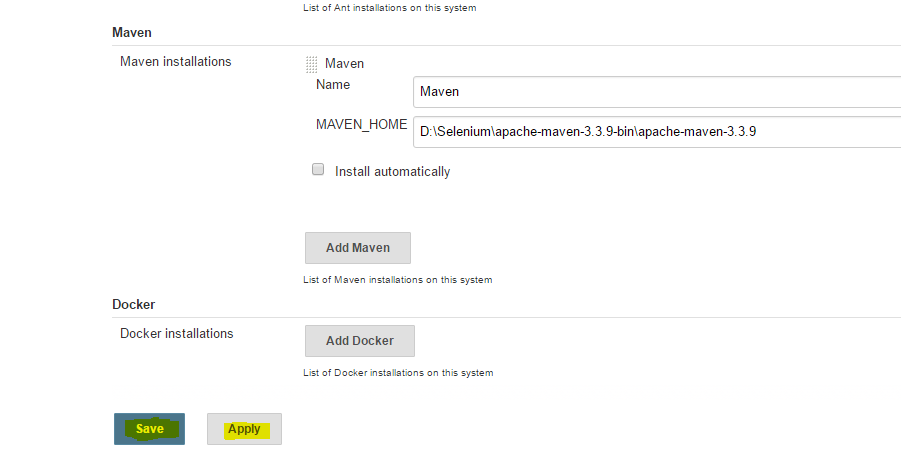 List of Ant installations on this system
Maven
Maven installations
Maven
Name
Maven
MAVEN_HOME
D:\Selenium\apache-maven-3.3.9-bin\apache-maven-3.3.9
Install automatically
Add Maven
List of Maven installations on this system
Docker
Docker installations
Add Docker
List of Docker installations on this system
Save
Apply